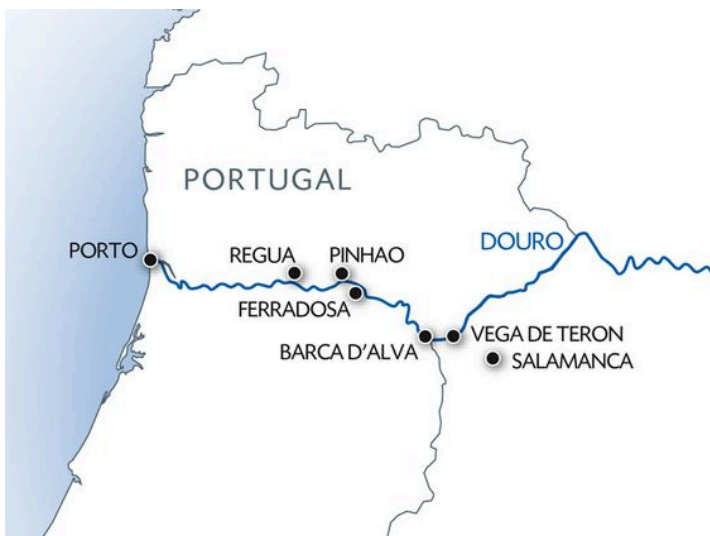 PORTUGAL
DOURO
PORTO
REGUA
PINHAO
FERRADOSA
BARCA D'ALVA
VEGA DE TERON
SALAMANCA